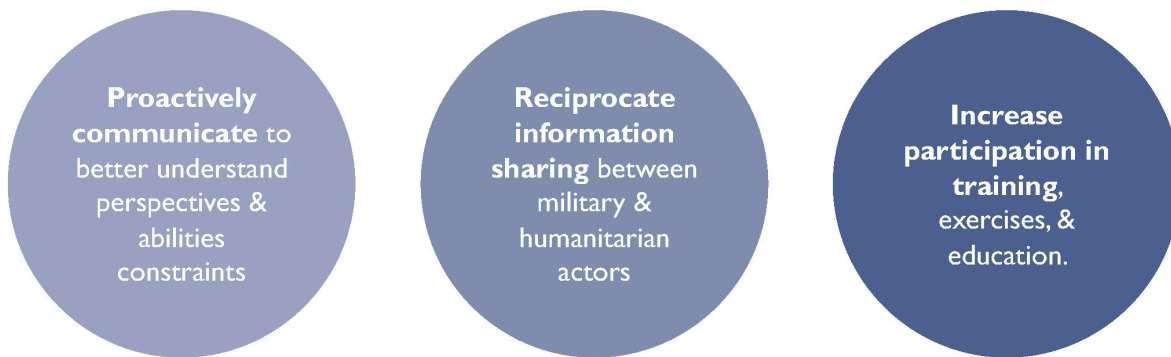 Proactively
communicate to
better understand
perspectives &
abilities
constraints
Reciprocate
information
sharing between
military &
humanitarian
actors
Increase
participation in
training,
exercises, &
education.